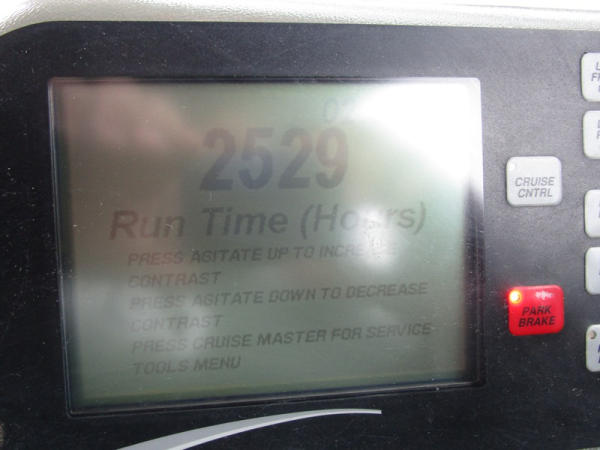 2529
Run Time (Hours)
PRESS AGITATE UP TO INCRE
CONTRAST
PRESS AGITATE DOWN TO DECREASE
CONTRAST
PRESS CRUISE MASTER FOR SERVICE
TOOLS MENU
CRUISE
CNTRL
PARK
BRAKE